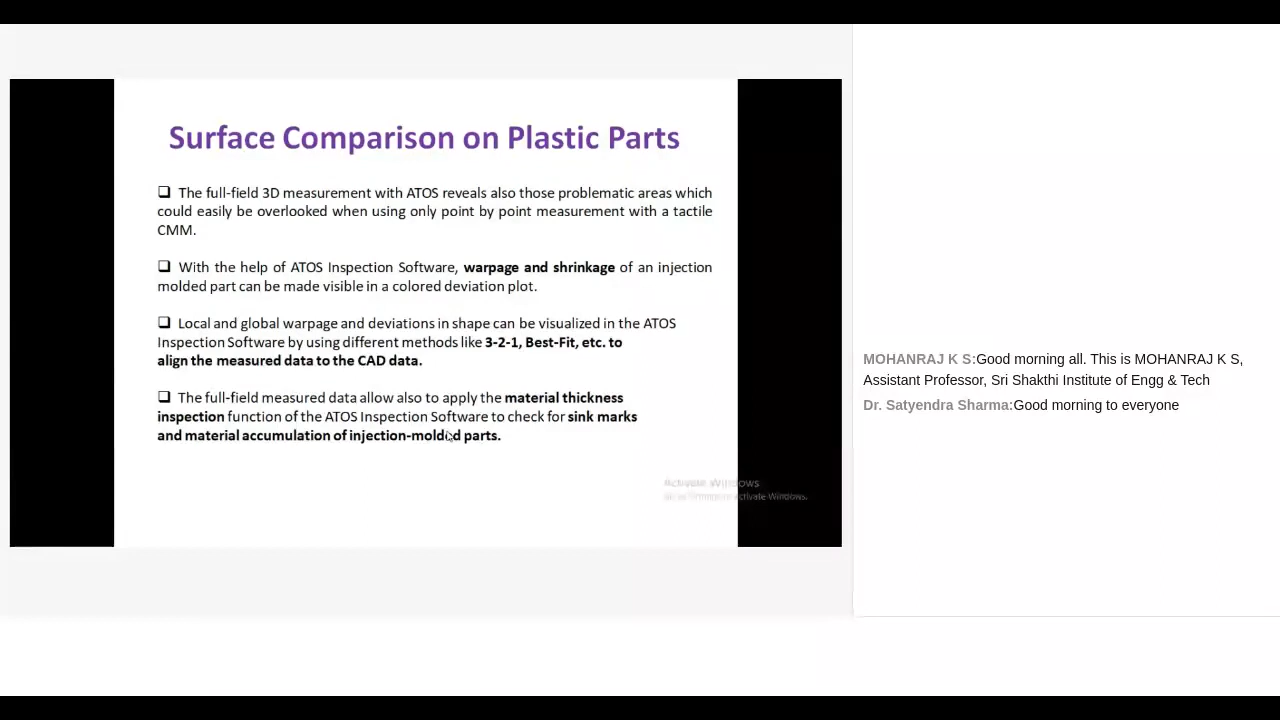 Surface Comparison on Plastic Parts
❑ The full-field 3D measurement with ATOS reveals also those problematic areas which
could easily be overlooked when using only point by point measurement with a tactile
CMM.
❑ With the help of ATOS Inspection Software, warpage and shrinkage of an injection
molded part can be made visible in a colored deviation plot.
❑ Local and global warpage and deviations in shape can be visualized in the ATOS
Inspection Software by using different methods like 3-2-1, Best-Fit, etc. to
align the measured data to the CAD data.
❑ The full-field measured data allow also to apply the material thickness
inspection function of the ATOS Inspection Software to check for sink marks
and material accumulation of injection-molded parts.
Activate Windows
Activate Windows.
MOHANRAJ K S:Good morning all. This is MOHANRAJ K S,
Assistant Professor, Sri Shakthi Institute of Engg & Tech
Dr. Satyendra Sharma:Good morning to everyone